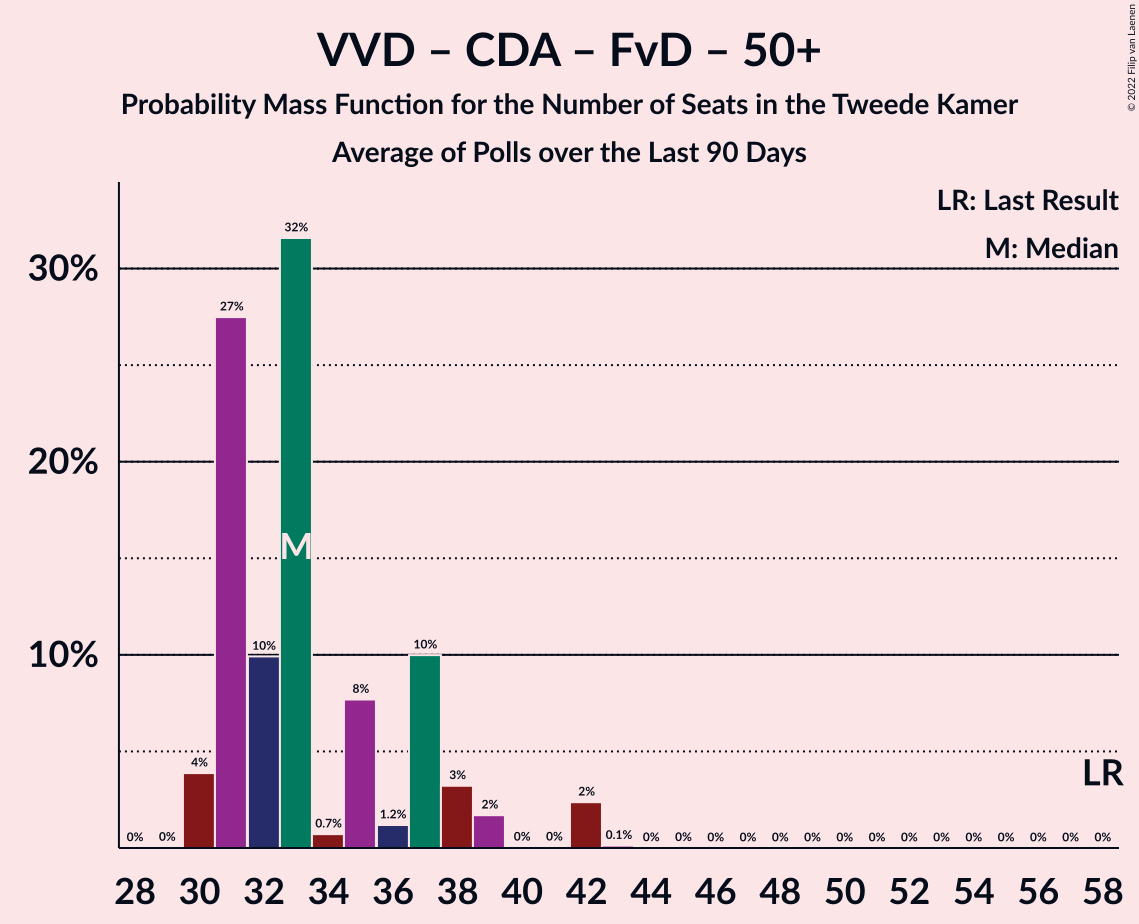 VVD – CDA – FvD – 50+
Probability Mass Function for the Number of Seats in the Tweede Kamer
Average of Polls over the Last 90 Days
© 2022 Filip van Laenen
LR: Last Result
M: Median
30%
20%
10%
0% 0% 4% 27% 10% 32% 0.7% 8% 1.2% 10% 3% 2% 0% 0% 2% 0.1% 0% 0% 0% 0% 0% 0% 0% 0% 0% 0% 0% 0% 0% 0% 0%
M
LR
28 30 32 34 36 38 40 42 44 46 48 50 52 54 56 58